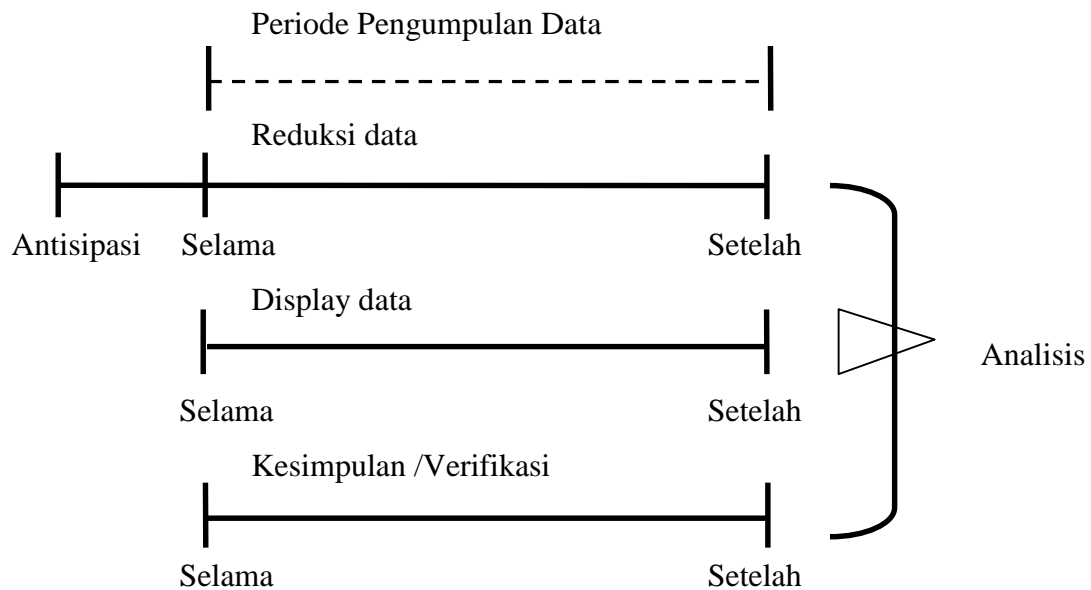 Periode Pengumpulan Data
Reduksi data
Antisipasi Selama Setelah
Display data
Analisis
Selama Setelah
Kesimpulan /Verifikasi
Selama Setelah